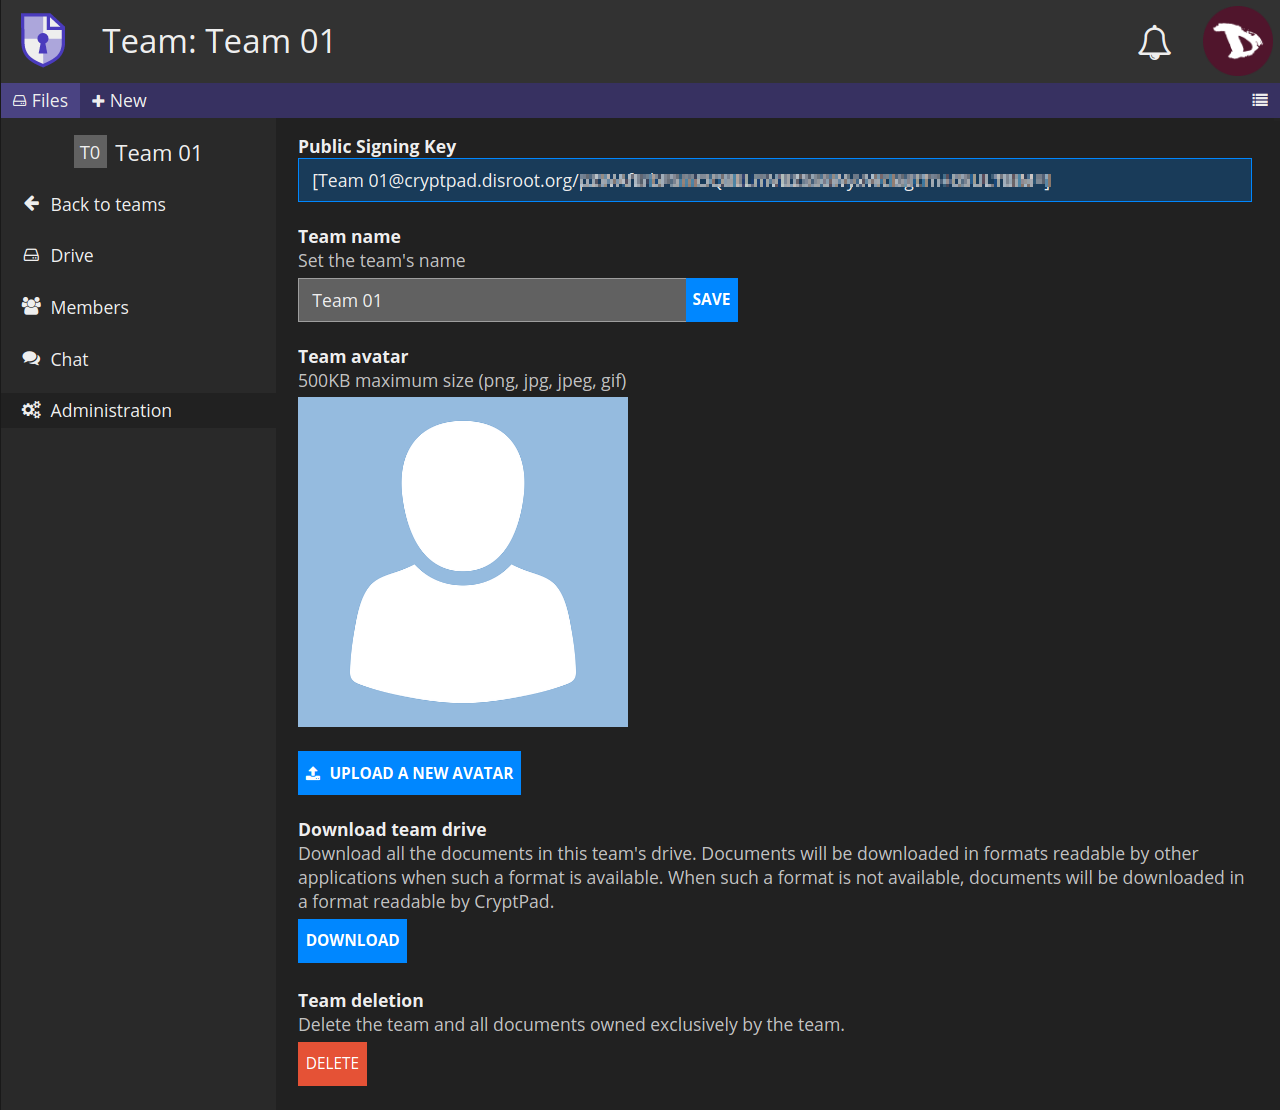 Team: Team 01
Files
New
T0 Team 01
Back to teams
Drive
Members
Chat
Administration
Public Signing Key
[Team 01@cryptpad.disroot.org/
Team name
Set the team's name
Team 01
SAVE
Team avatar
500KB maximum size (png, jpg, jpeg, gif)
UPLOAD A NEW AVATAR
Download team drive
Download all the documents in this team's drive. Documents will be downloaded in formats readable by other
applications when such a format is available. When such a format is not available, documents will be downloaded in
a format readable by CryptPad.
DOWNLOAD
Team deletion
Delete the team and all documents owned exclusively by the team.
DELETE